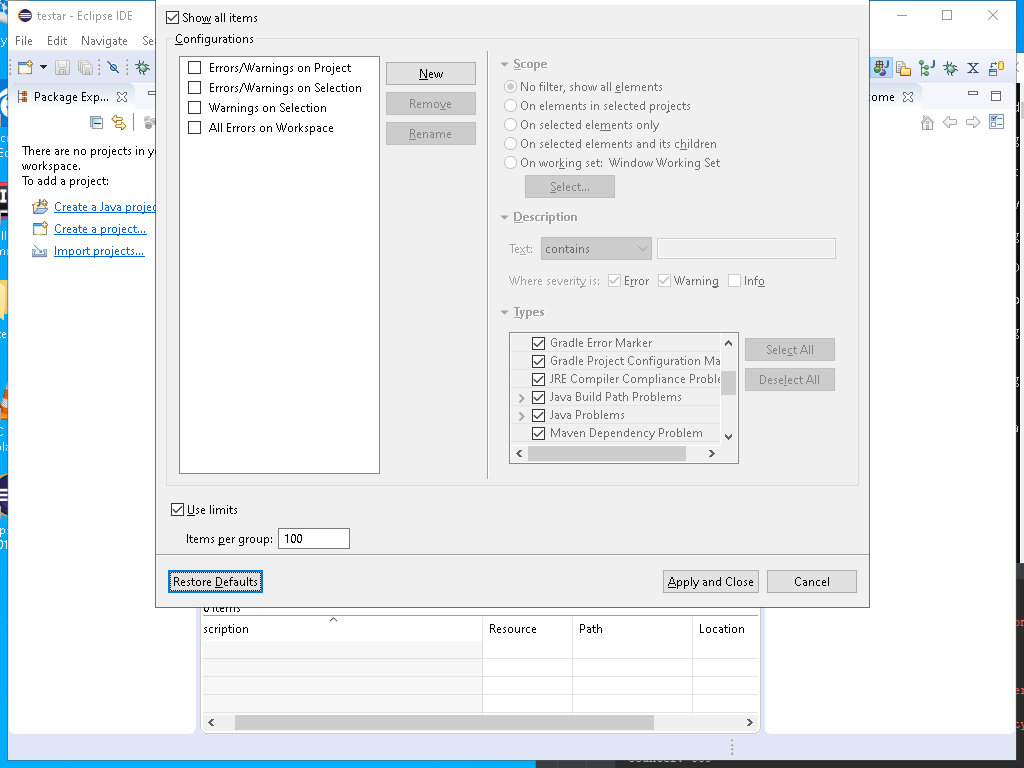 testar - Eclipse IDE
File Edit Navigate Se
Package Exp...
There are no projects in y
workspace.
To add a project:
Create a Java projec
Create a project...
Import projects...
Show all items
Configurations
Errors/Warnings on Project
Errors/Warnings on Selection
Warnings on Selection
All Errors on Workspace
New
Remove
Rename
Scope
No filter, show all elements
On elements in selected projects
On selected elements only
On selected elements and its children
On working set: Window Working Set
Select...
Description
Text: contains
Where severity is: Error Warning Info
Types
Gradle Error Marker
Gradle Project Configuration Ma
JRE Compiler Compliance Proble
Java Build Path Problems
Java Problems
Maven Dependency Problem
Select All
Deselect All
Use limits
Items per group: 100
Restore Defaults
Apply and Close
Cancel
ome
0 items
scription Resource Path Location